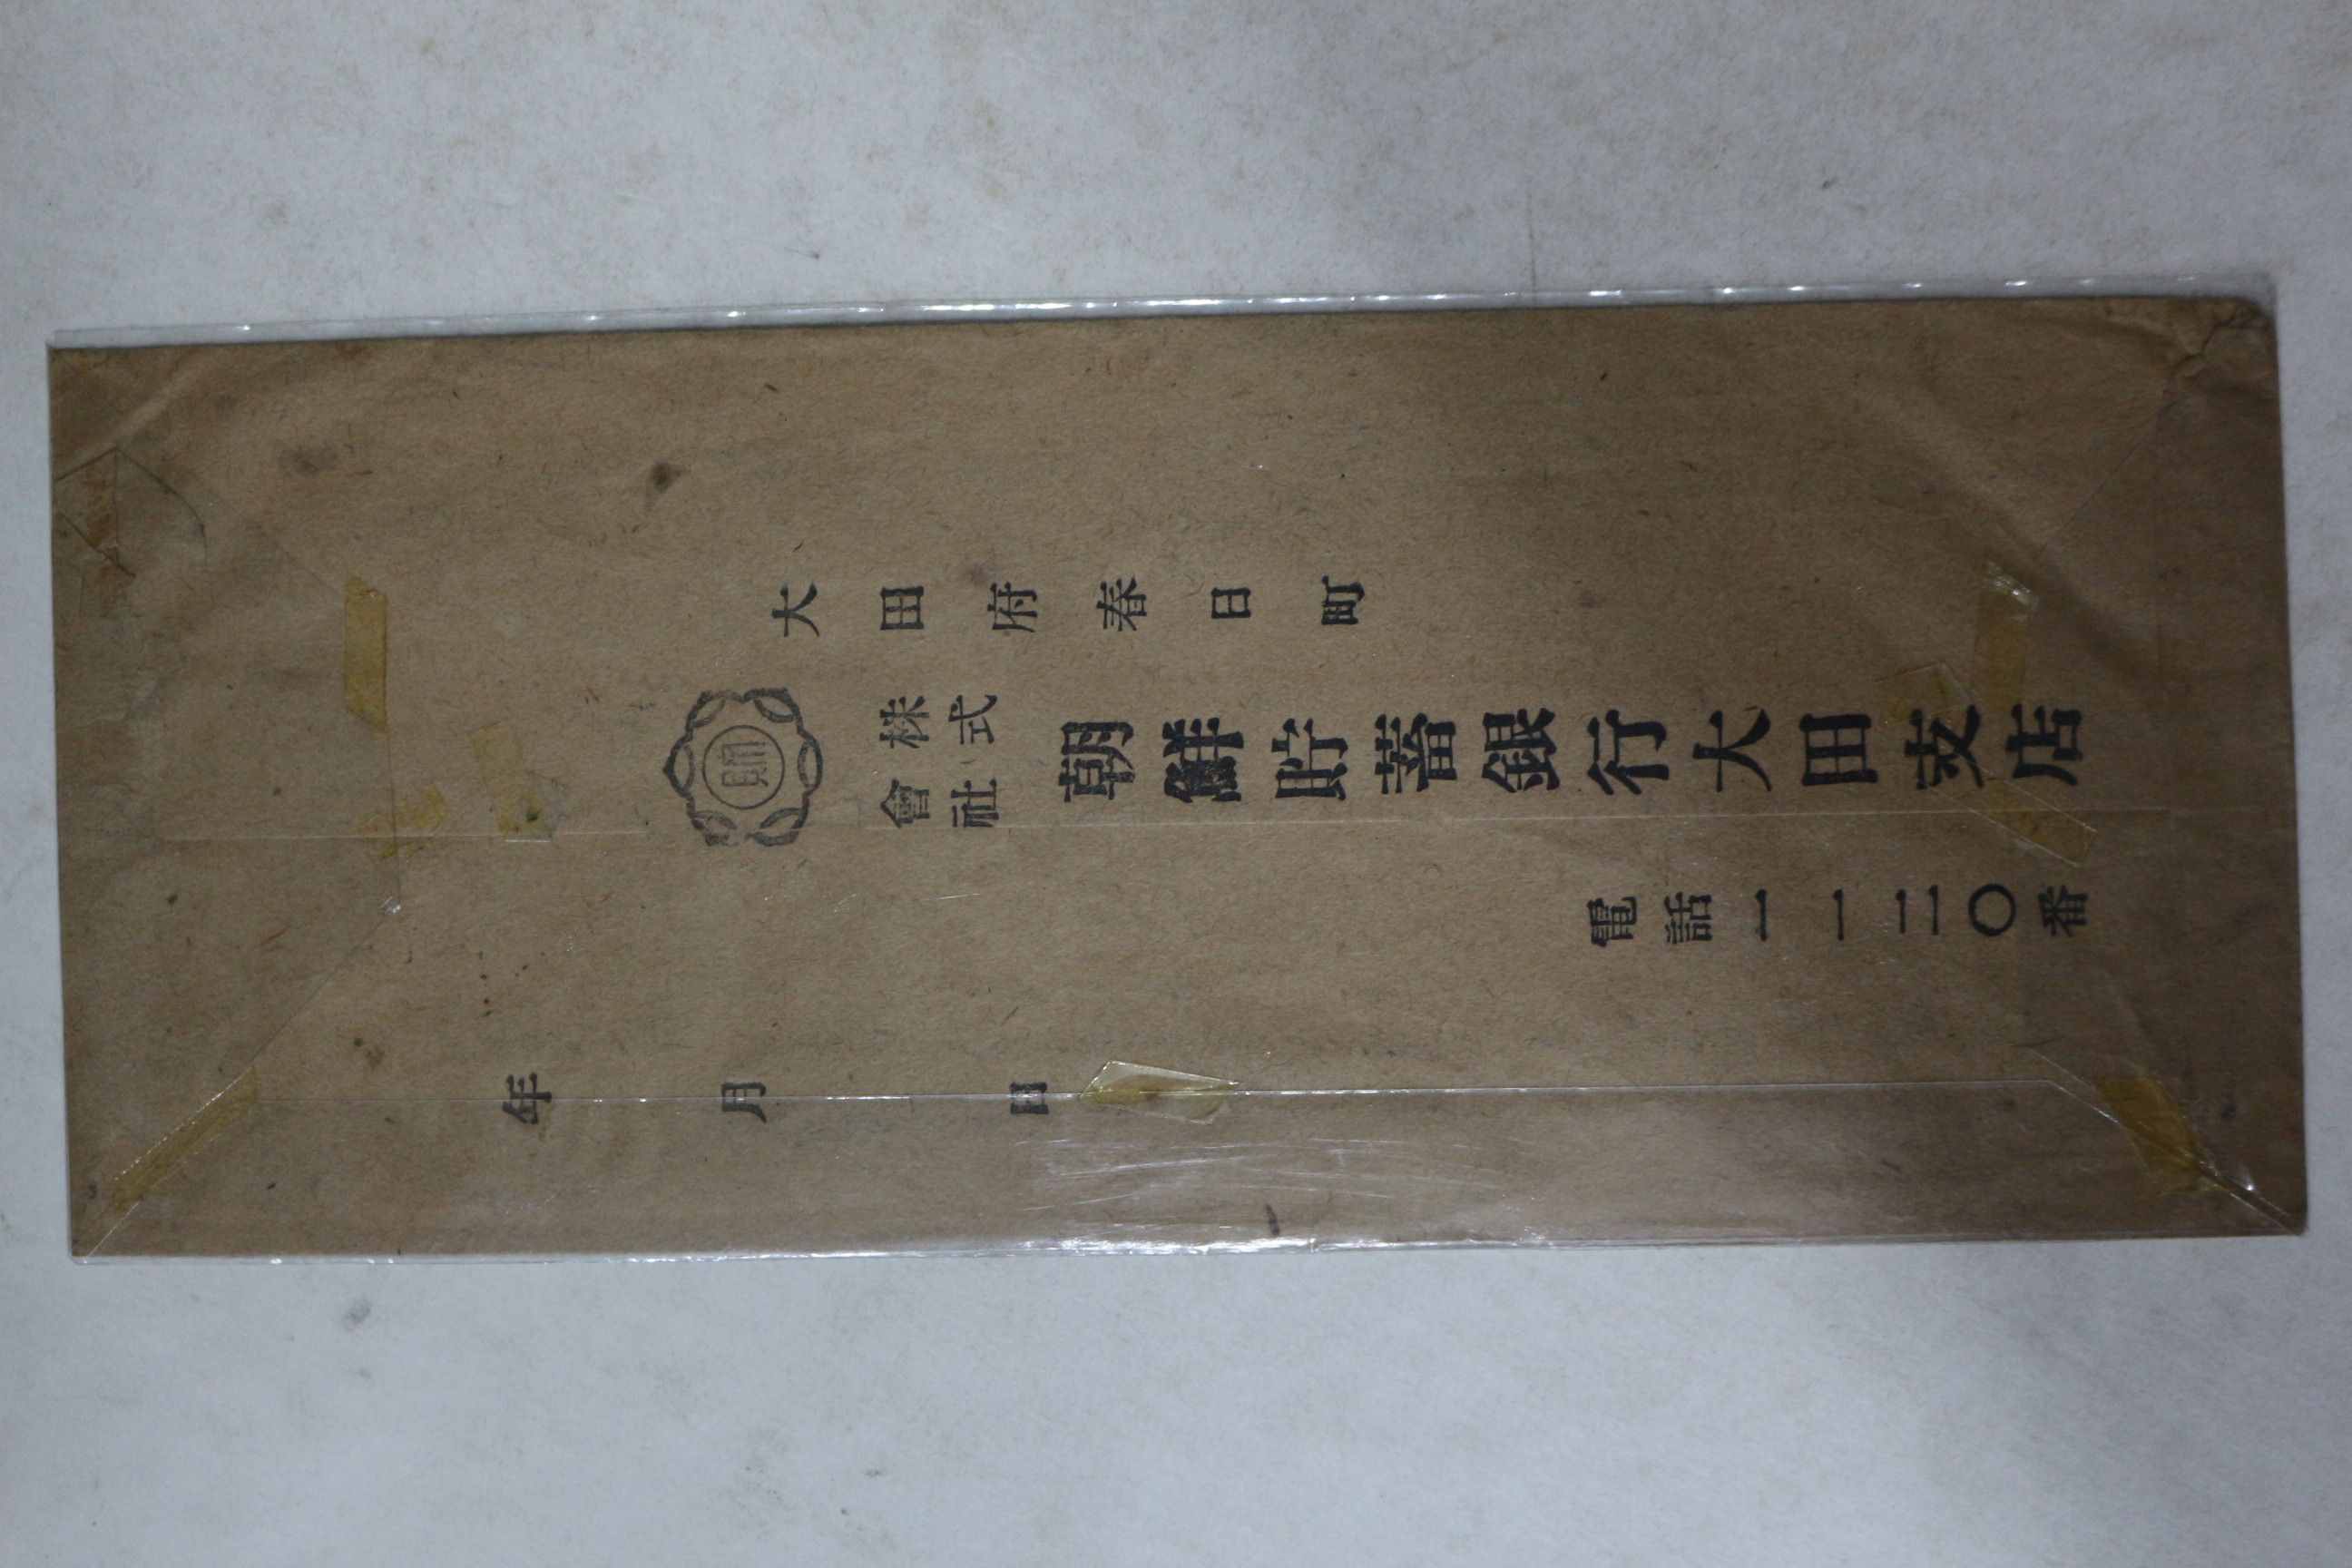 大田府春日町
株式會社 朝鮮貯蓄銀行大田支店
電話一一二〇番
年 月 日